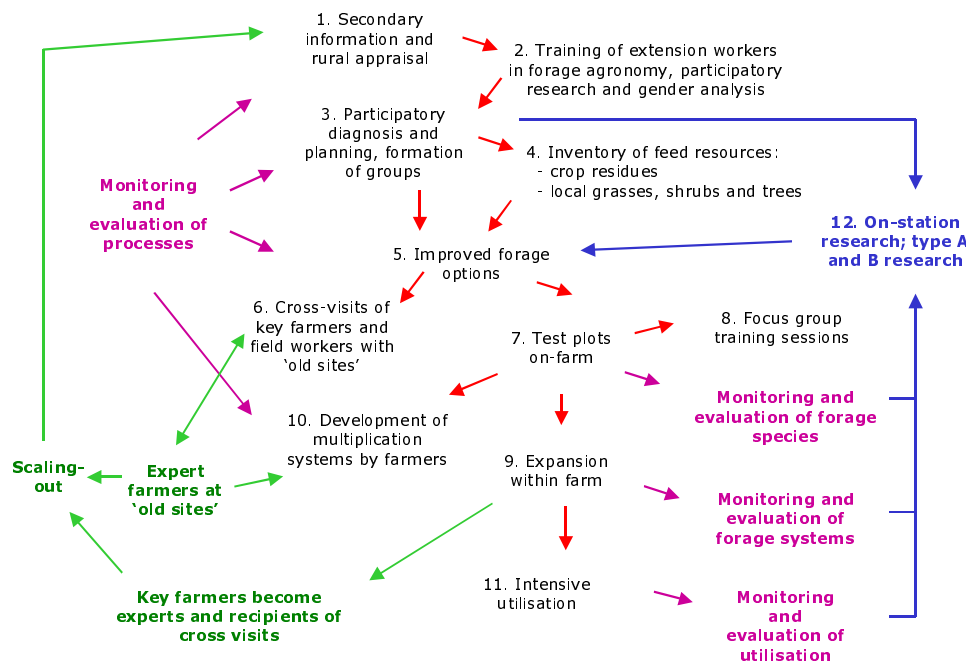 1. Secondary
information and
rural appraisal
2. Training of extension workers
in forage agronomy, participatory
research and gender analysis
3. Participatory
diagnosis and
planning, formation
of groups
4. Inventory of feed resources:
- crop residues
- local grasses, shrubs and trees
Monitoring
and
evaluation of
processes
12. On-station
research; type A
and B research
5. Improved forage
options
6. Cross-visits of
key farmers and
field workers with
‘old sites’
7. Test plots
on-farm
8. Focus group
training sessions
Monitoring and
evaluation of forage
species
10. Development of
multiplication
systems by farmers
9. Expansion
within farm
Scaling-
out
Expert
farmers at
‘old sites’
Monitoring and
evaluation of
forage systems
11. Intensive
utilisation
Key farmers become
experts and recipients of
cross visits
Monitoring
and
evaluation of
utilisation